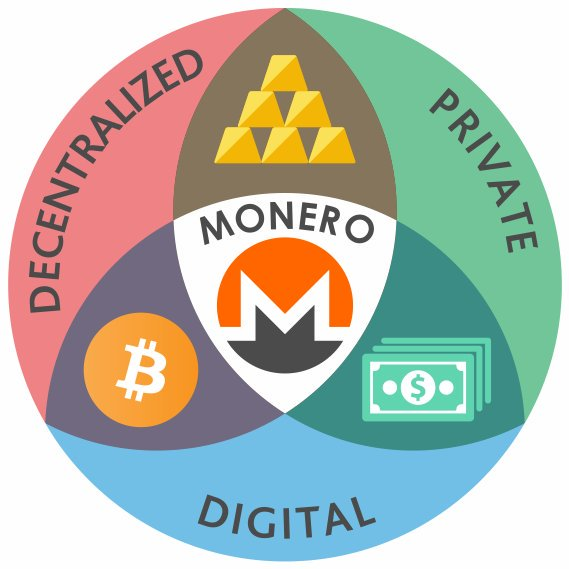 DECENTRALIZED
PRIVATE
MONERO
$
DIGITAL